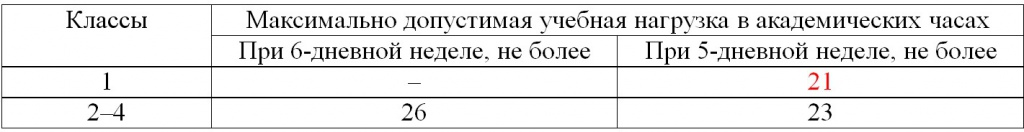 Классы Максимально допустимая учебная нагрузка в академических часах
При 6-дневной неделе, не более При 5-дневной неделе, не более
1 – 21
2–4 26 23